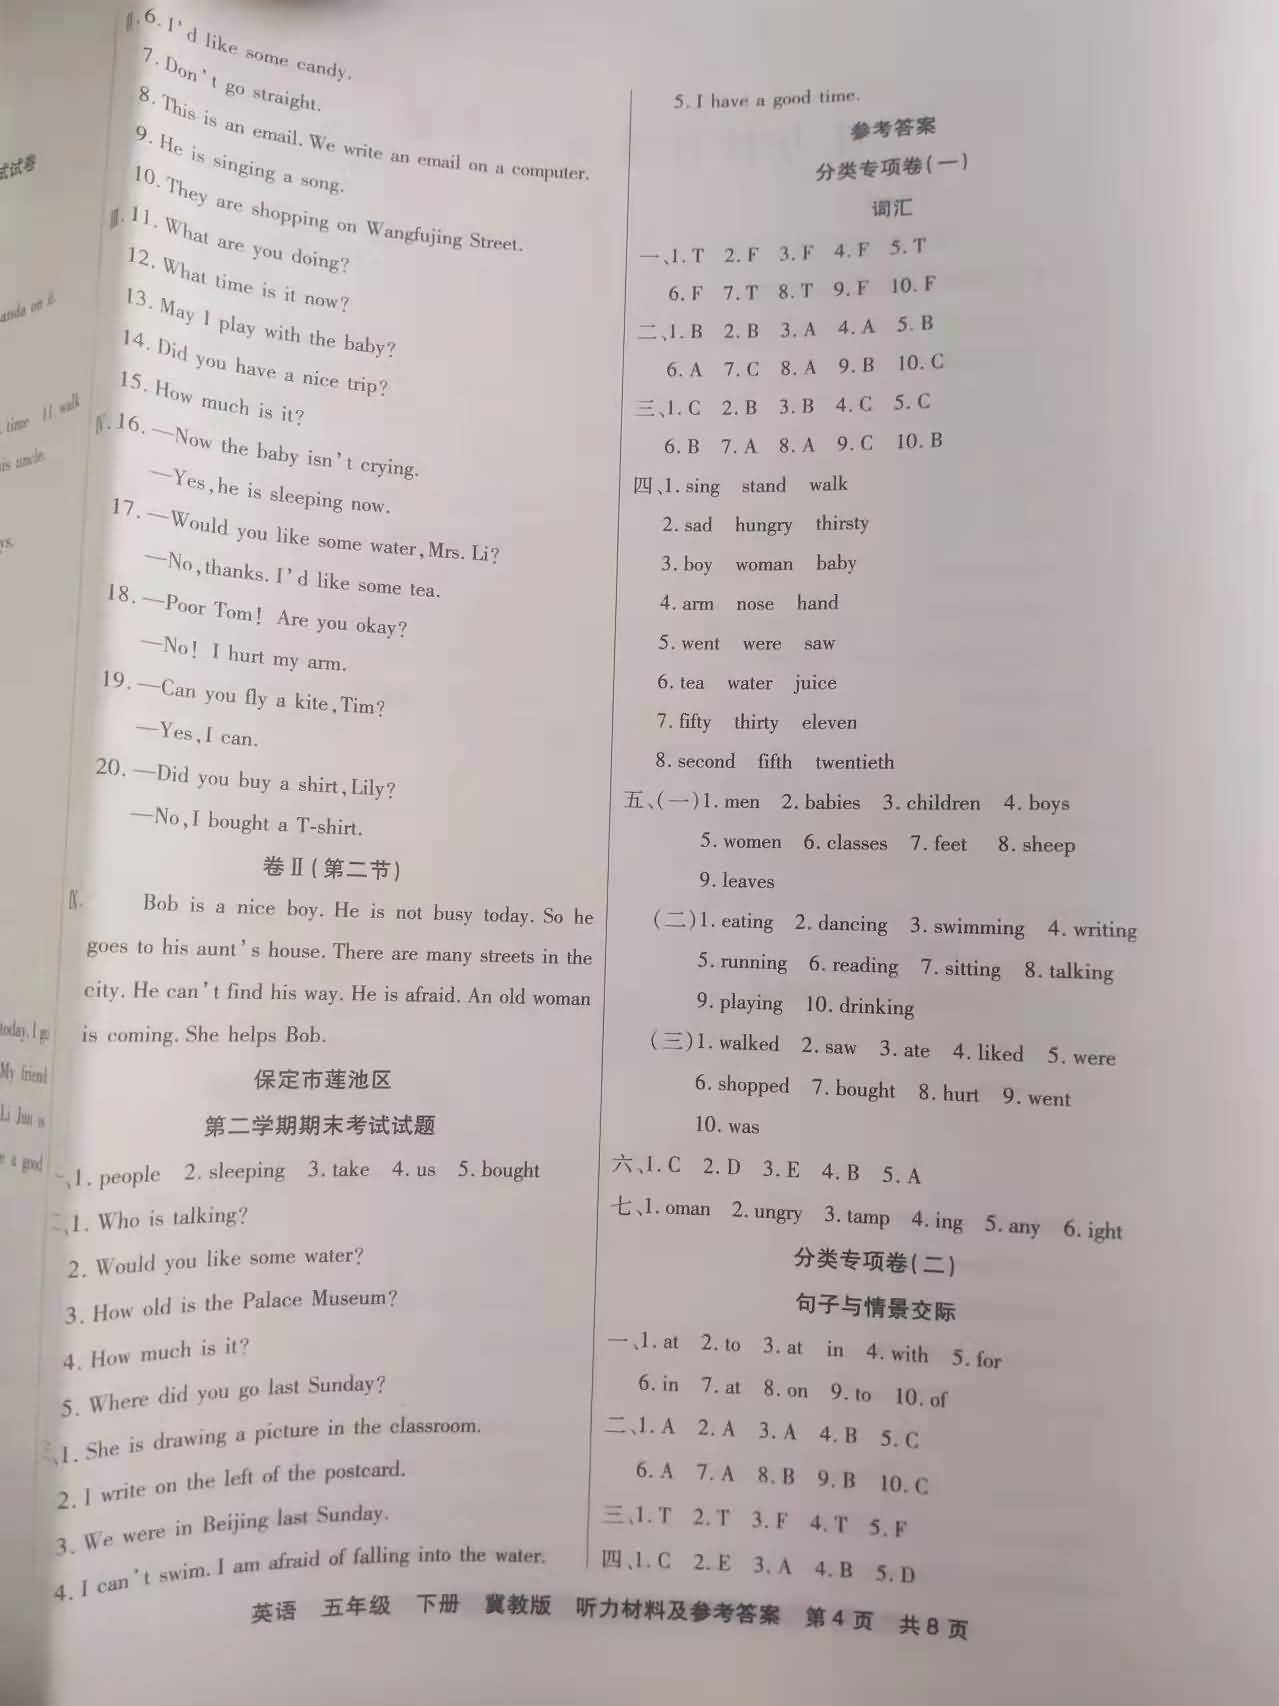 试试卷
anda on it.
time 11. walk
is uncle.
ys.
today, I go
My friend
Li Jun is
e a good
Ⅱ. 6. I'd like some candy.
7. Don't go straight.
8. This is an email. We write an email on a computer.
9. He is singing a song.
10. They are shopping on Wangfujing Street.
Ⅲ. 11. What are you doing?
12. What time is it now?
13. May I play with the baby?
14. Did you have a nice trip?
15. How much is it?
Ⅳ. 16. —Now the baby isn't crying.
—Yes, he is sleeping now.
17. —Would you like some water, Mrs. Li?
—No, thanks. I'd like some tea.
18. —Poor Tom! Are you okay?
—No! I hurt my arm.
19. —Can you fly a kite, Tim?
—Yes, I can.
20. —Did you buy a shirt, Lily?
—No, I bought a T-shirt.
卷Ⅱ(第二节)
Ⅸ. Bob is a nice boy. He is not busy today. So he
goes to his aunt's house. There are many streets in the
city. He can't find his way. He is afraid. An old woman
is coming. She helps Bob.
保定市莲池区
第二学期期末考试试题
一、1. people 2. sleeping 3. take 4. us 5. bought
二、1. Who is talking?
2. Would you like some water?
3. How old is the Palace Museum?
4. How much is it?
5. Where did you go last Sunday?
三、1. She is drawing a picture in the classroom.
2. I write on the left of the postcard.
3. We were in Beijing last Sunday.
4. I can't swim. I am afraid of falling into the water.
5. I have a good time.
参考答案
分类专项卷(一)
词汇
一、1. T 2. F 3. F 4. F 5. T
6. F 7. T 8. T 9. F 10. F
二、1. B 2. B 3. A 4. A 5. B
6. A 7. C 8. A 9. B 10. C
三、1. C 2. B 3. B 4. C 5. C
6. B 7. A 8. A 9. C 10. B
四、1. sing stand walk
2. sad hungry thirsty
3. boy woman baby
4. arm nose hand
5. went were saw
6. tea water juice
7. fifty thirty eleven
8. second fifth twentieth
五、(一)1. men 2. babies 3. children 4. boys
5. women 6. classes 7. feet 8. sheep
9. leaves
(二)1. eating 2. dancing 3. swimming 4. writing
5. running 6. reading 7. sitting 8. talking
9. playing 10. drinking
(三)1. walked 2. saw 3. ate 4. liked 5. were
6. shopped 7. bought 8. hurt 9. went
10. was
六、1. C 2. D 3. E 4. B 5. A
七、1. oman 2. ungry 3. tamp 4. ing 5. any 6. ight
分类专项卷(二)
句子与情景交际
一、1. at 2. to 3. at in 4. with 5. for
6. in 7. at 8. on 9. to 10. of
二、1. A 2. A 3. A 4. B 5. C
6. A 7. A 8. B 9. B 10. C
三、1. T 2. T 3. F 4. T 5. F
四、1. C 2. E 3. A 4. B 5. D
英语 五年级 下册 冀教版 听力材料及参考答案 第4页 共8页